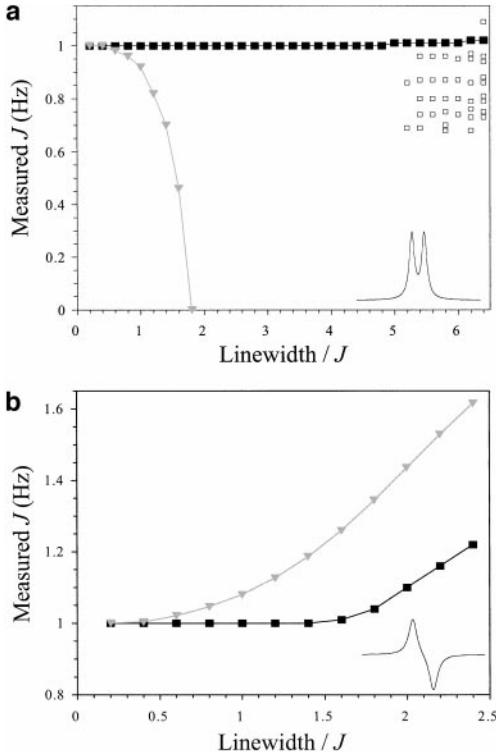 a
Measured J (Hz)
1
0.8
0.6
0.4
0.2
0
0 1 2 3 4 5 6
Linewidth / J
b
Measured J (Hz)
1.6
1.4
1.2
1
0.8
0 0.5 1 1.5 2 2.5
Linewidth / J